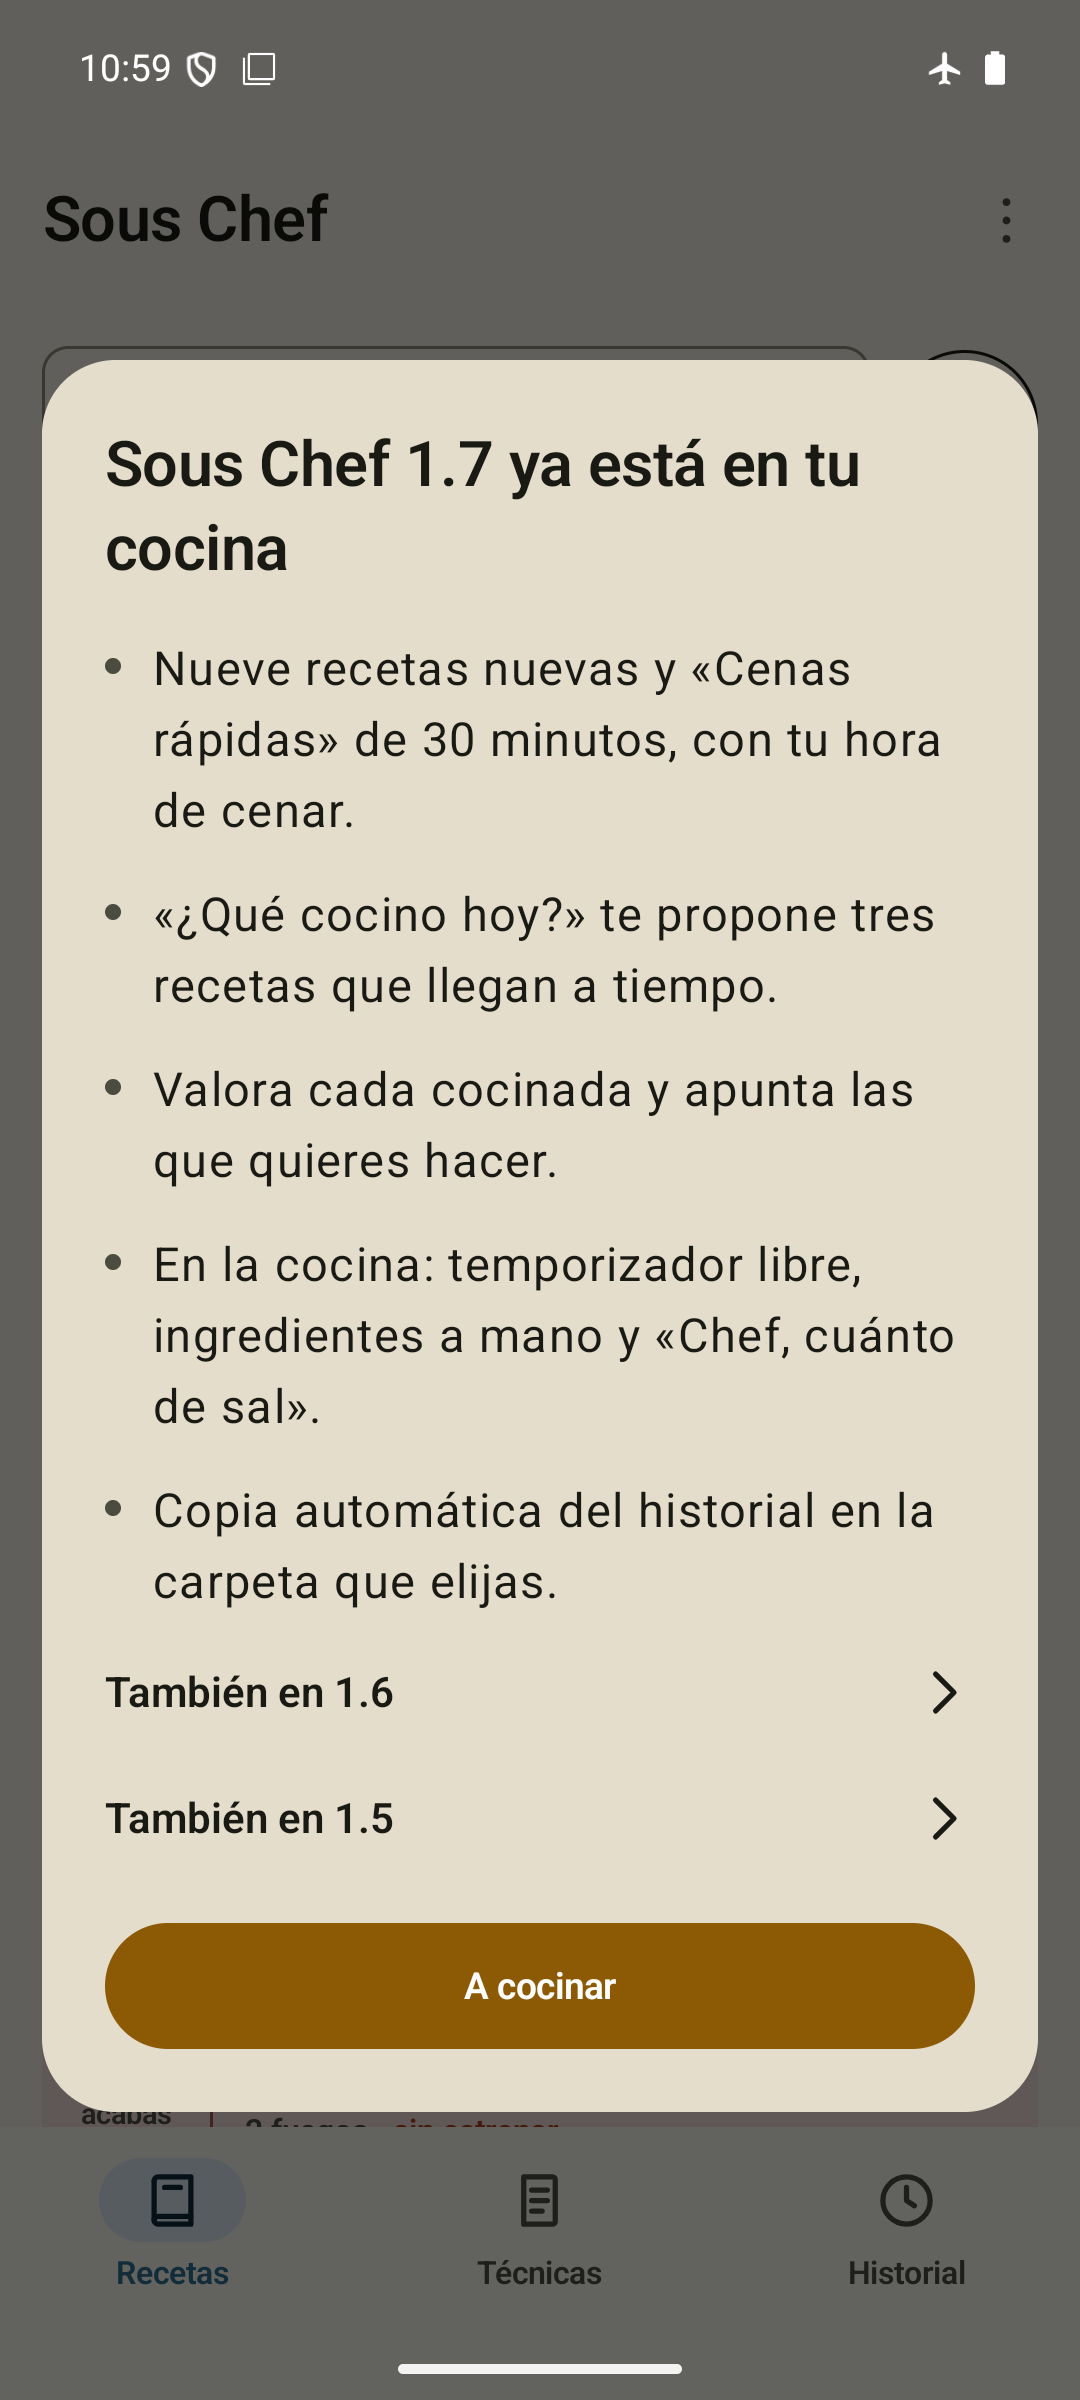 10:59
Sous Chef
Sous Chef 1.7 ya está en tu
cocina
• Nueve recetas nuevas y «Cenas
rápidas» de 30 minutos, con tu hora
de cenar.
• «¿Qué cocino hoy?» te propone tres
recetas que llegan a tiempo.
• Valora cada cocinada y apunta las
que quieres hacer.
• En la cocina: temporizador libre,
ingredientes a mano y «Chef, cuánto
de sal».
• Copia automática del historial en la
carpeta que elijas.
También en 1.6
También en 1.5
A cocinar
acabas
Recetas
Técnicas
Historial